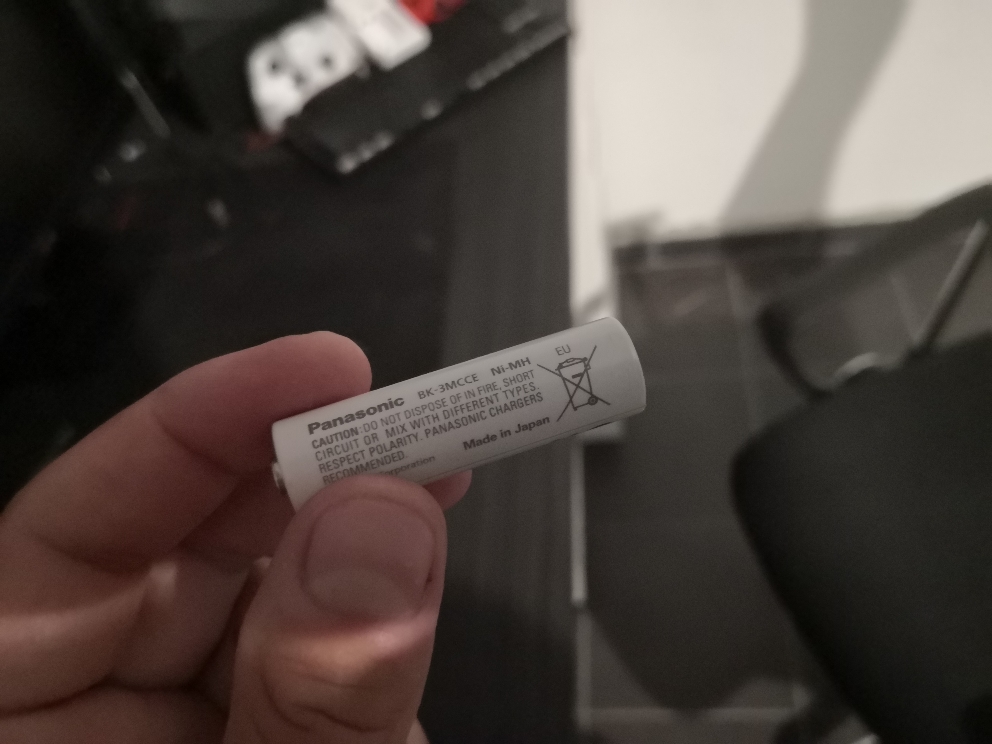 Panasonic BK-3MCCE Ni-MH EU
CAUTION: DO NOT DISPOSE OF IN FIRE, SHORT
CIRCUIT OR MIX WITH DIFFERENT TYPES.
RESPECT POLARITY. PANASONIC CHARGERS
RECOMMENDED.
Corporation Made in Japan